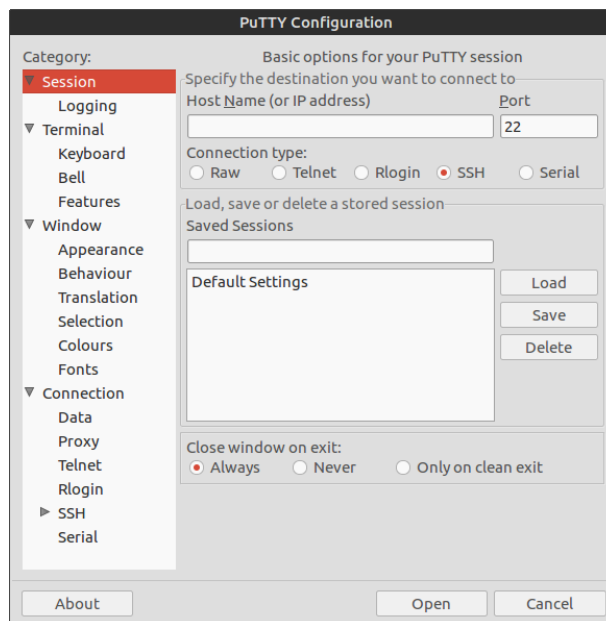 PuTTY Configuration
Category:
Session
Logging
Terminal
Keyboard
Bell
Features
Window
Appearance
Behaviour
Translation
Selection
Colours
Fonts
Connection
Data
Proxy
Telnet
Rlogin
SSH
Serial
Basic options for your PuTTY session
Specify the destination you want to connect to
Host Name (or IP address) Port
22
Connection type:
Raw Telnet Rlogin SSH Serial
Load, save or delete a stored session
Saved Sessions
Default Settings
Load
Save
Delete
Close window on exit:
Always Never Only on clean exit
About Open Cancel